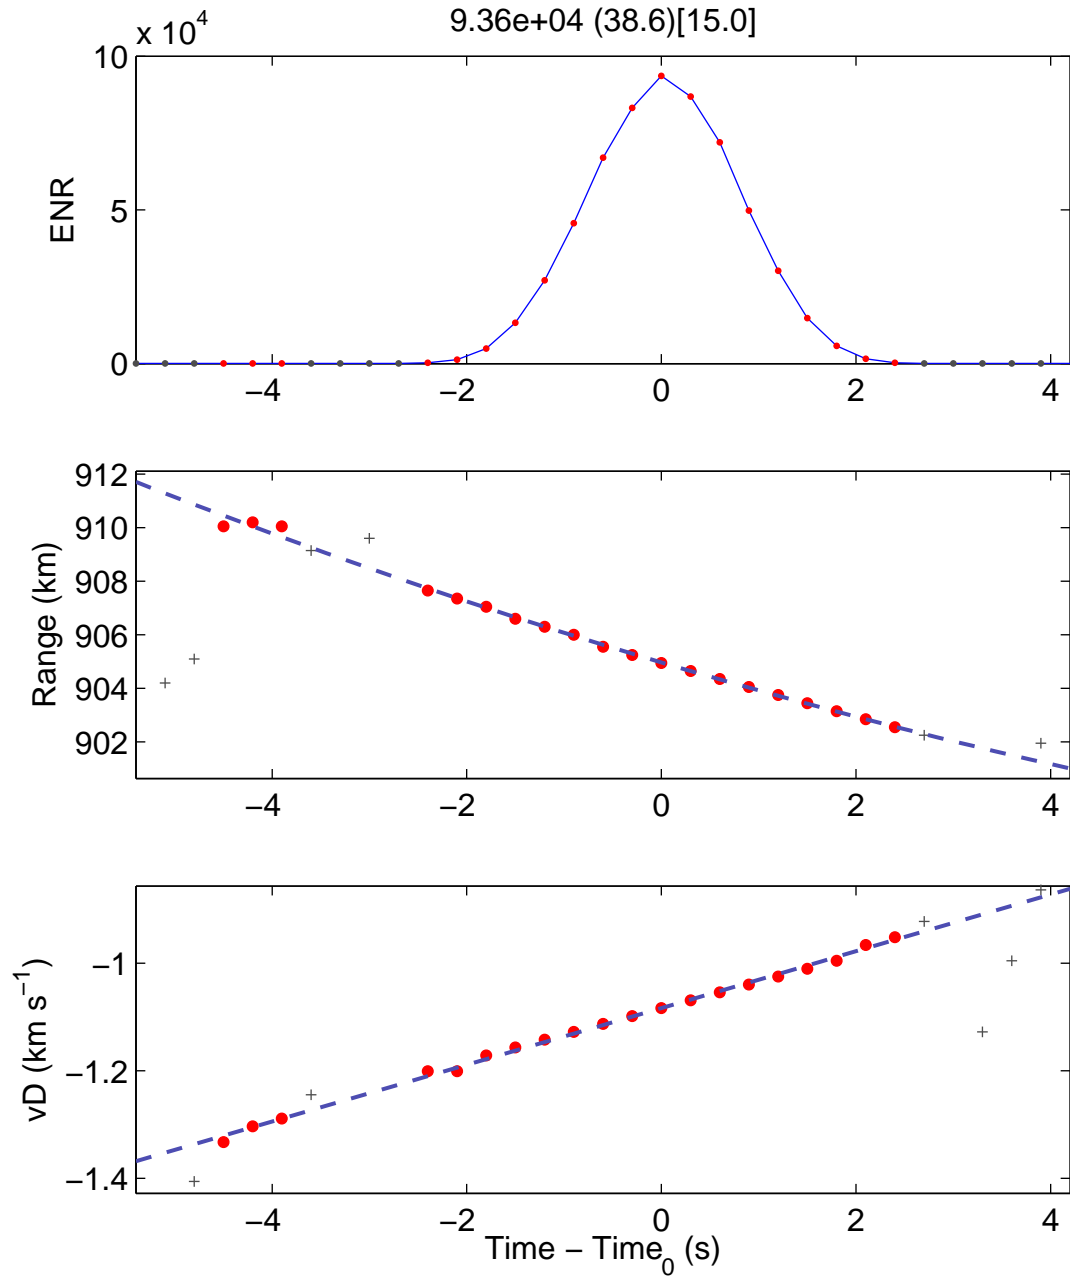 9.36e+04 (38.6)[15.0]
x 10^4
10
5
0
ENR
−4 −2 0 2 4
912
910
908
906
904
902
Range (km)
−4 −2 0 2 4
−1
−1.2
−1.4
vD (km s^−1)
−4 −2 0 2 4
Time − Time_0 (s)